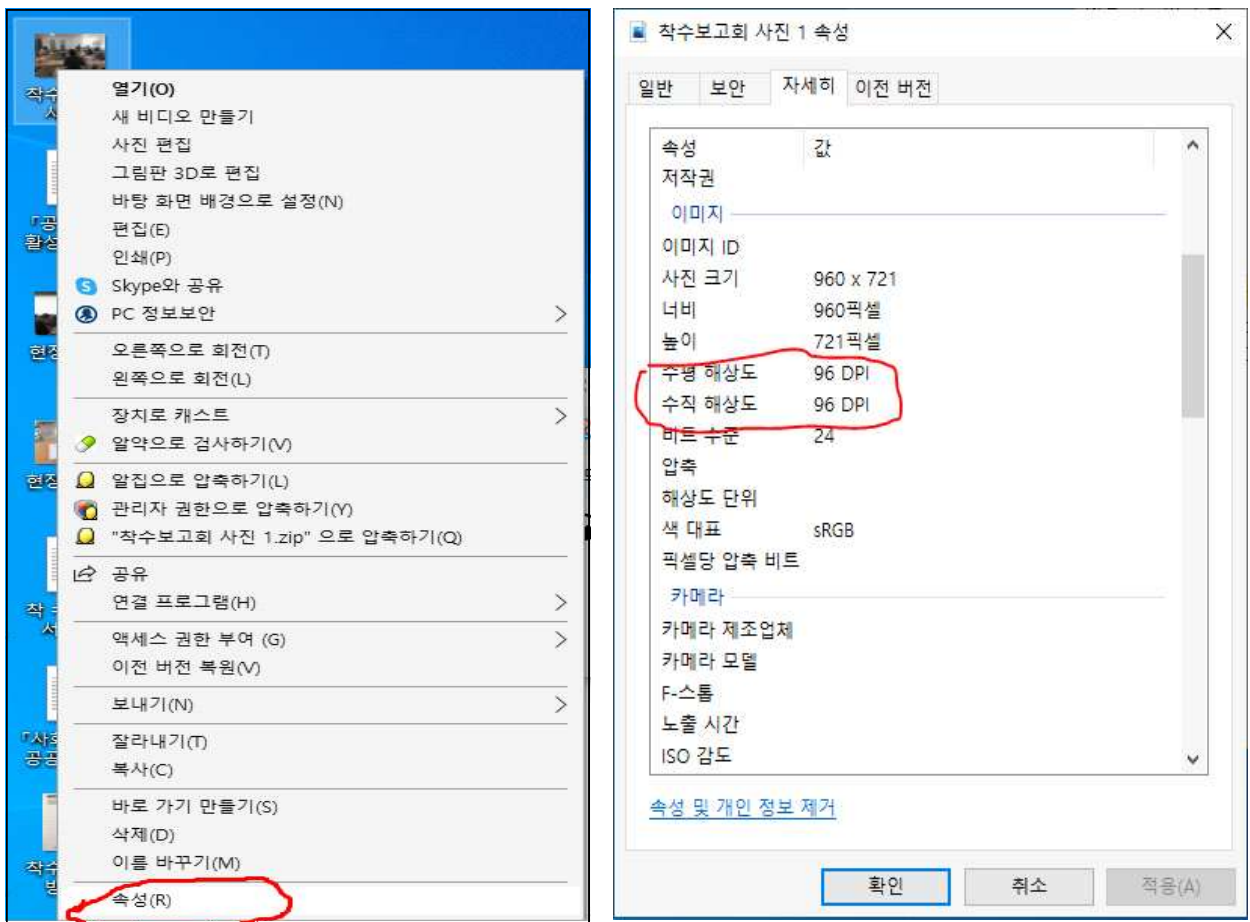 열기(O)
새 비디오 만들기
사진 편집
그림판 3D로 편집
바탕 화면 배경으로 설정(N)
편집(E)
인쇄(P)
Skype와 공유
PC 정보보안
오른쪽으로 회전(T)
왼쪽으로 회전(L)
장치로 캐스트
알약으로 검사하기(V)
알집으로 압축하기(L)
관리자 권한으로 압축하기(Y)
"착수보고회 사진 1.zip" 으로 압축하기(Q)
공유
연결 프로그램(H)
액세스 권한 부여 (G)
이전 버전 복원(V)
보내기(N)
잘라내기(T)
복사(C)
바로 가기 만들기(S)
삭제(D)
이름 바꾸기(M)
속성(R)
착수보고회 사진 1 속성
일반 보안 자세히 이전 버전
속성 값
저작권
이미지
이미지 ID
사진 크기 960 x 721
너비 960픽셀
높이 721픽셀
수평 해상도 96 DPI
수직 해상도 96 DPI
비트 수준 24
압축
해상도 단위
색 대표 sRGB
픽셀당 압축 비트
카메라
카메라 제조업체
카메라 모델
F-스톱
노출 시간
ISO 감도
속성 및 개인 정보 제거
확인 취소 적용(A)